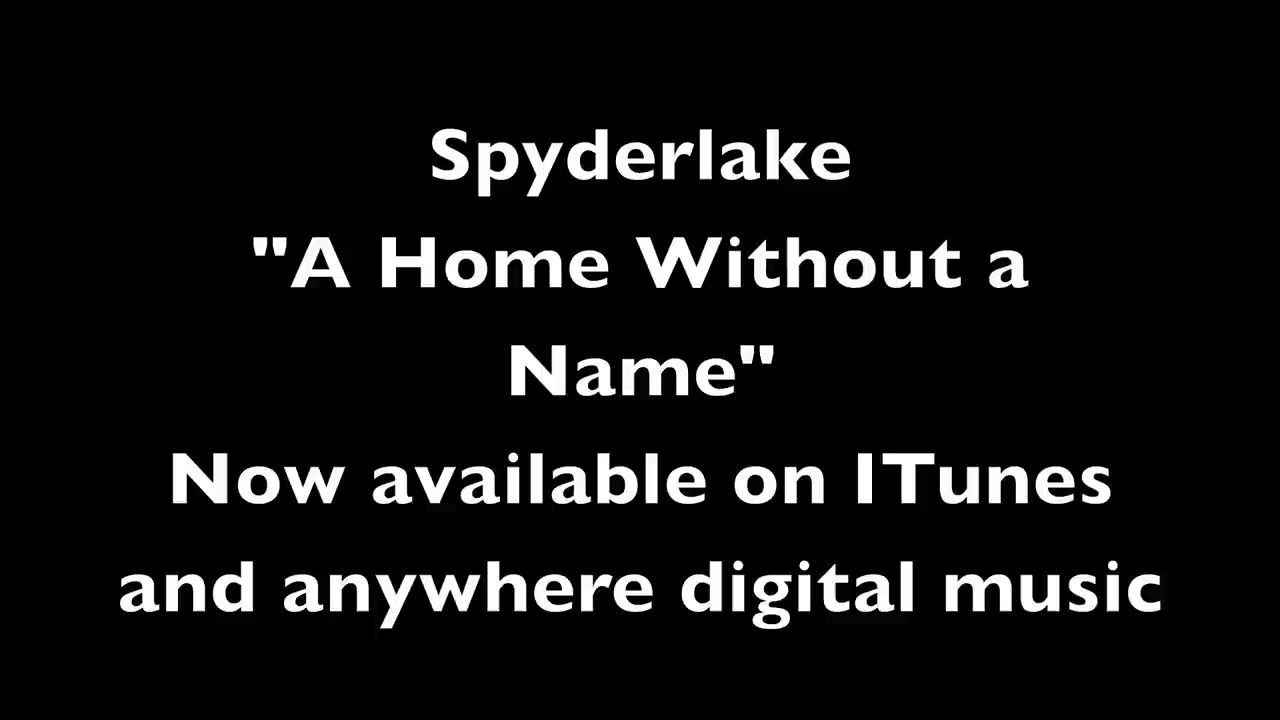 Spyderlake
"A Home Without a
Name"
Now available on ITunes
and anywhere digital music